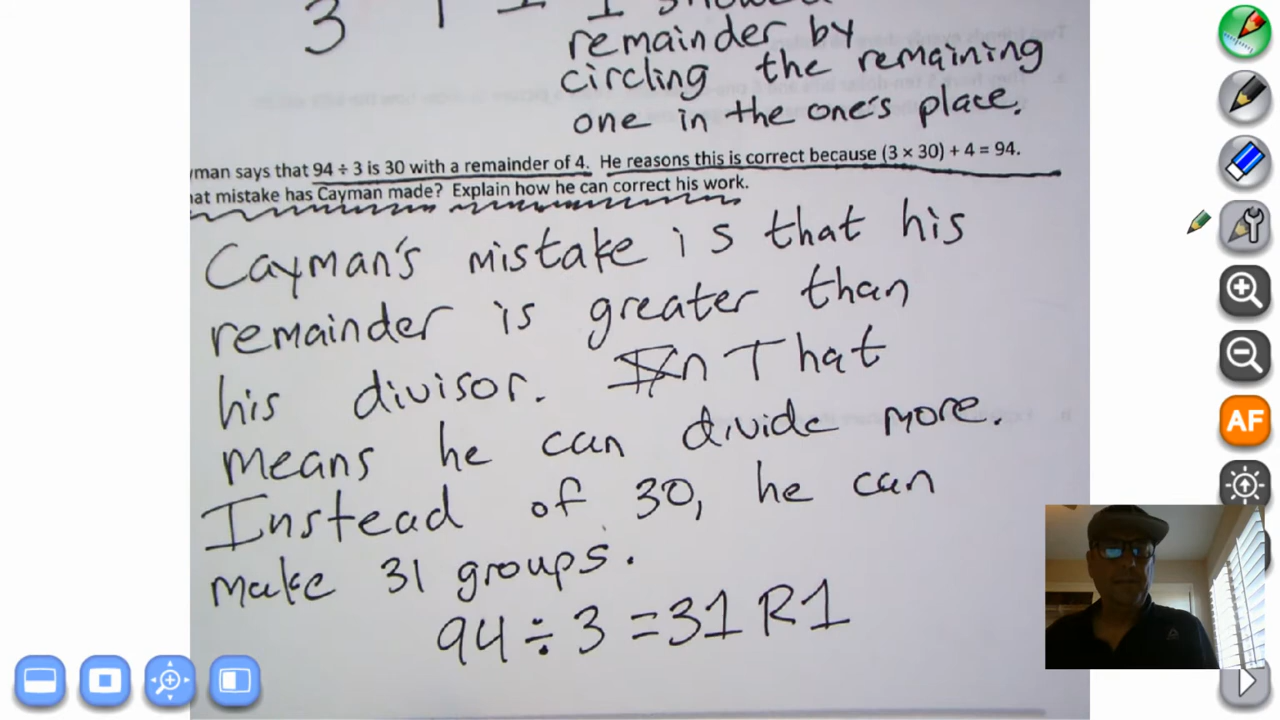 3
I showed
remainder by
circling the remaining
one in the one's place.
man says that 94 ÷ 3 is 30 with a remainder of 4. He reasons this is correct because (3 × 30) + 4 = 94.
at mistake has Cayman made? Explain how he can correct his work.
Cayman's mistake is that his
remainder is greater than
his divisor. That
means he can divide more.
Instead of 30, he can
make 31 groups.
94 ÷ 3 = 31 R1
AF